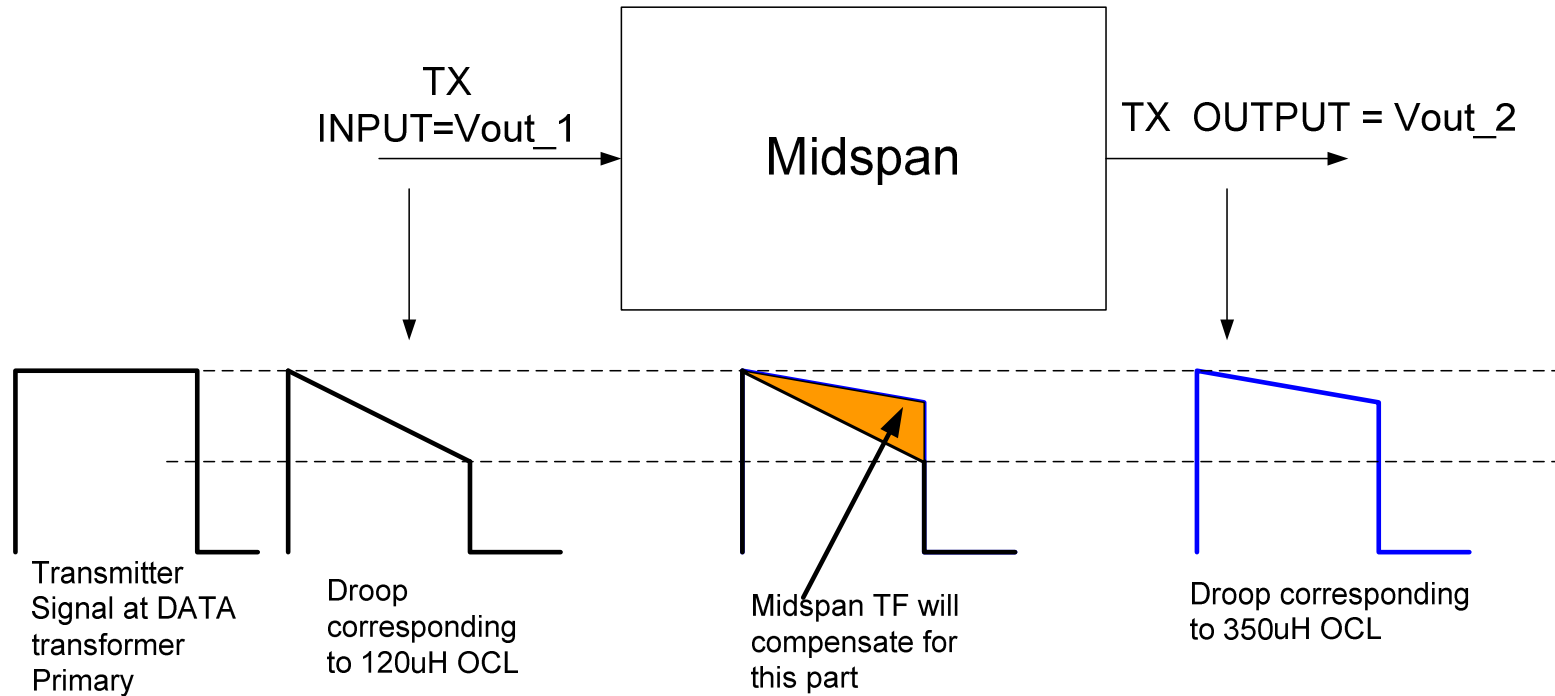 TX
INPUT=Vout_1
Midspan
TX OUTPUT = Vout_2
Transmitter
Signal at DATA
transformer
Primary
Droop
corresponding
to 120uH OCL
Midspan TF will
compensate for
this part
Droop corresponding
to 350uH OCL